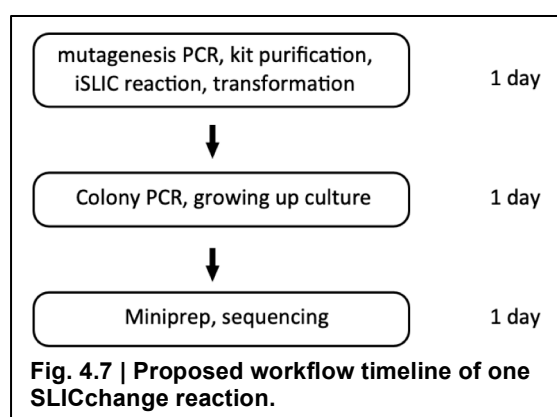 mutagenesis PCR, kit purification,
iSLIC reaction, transformation
1 day
Colony PCR, growing up culture
1 day
Miniprep, sequencing
1 day
Fig. 4.7 | Proposed workflow timeline of one
SLICchange reaction.